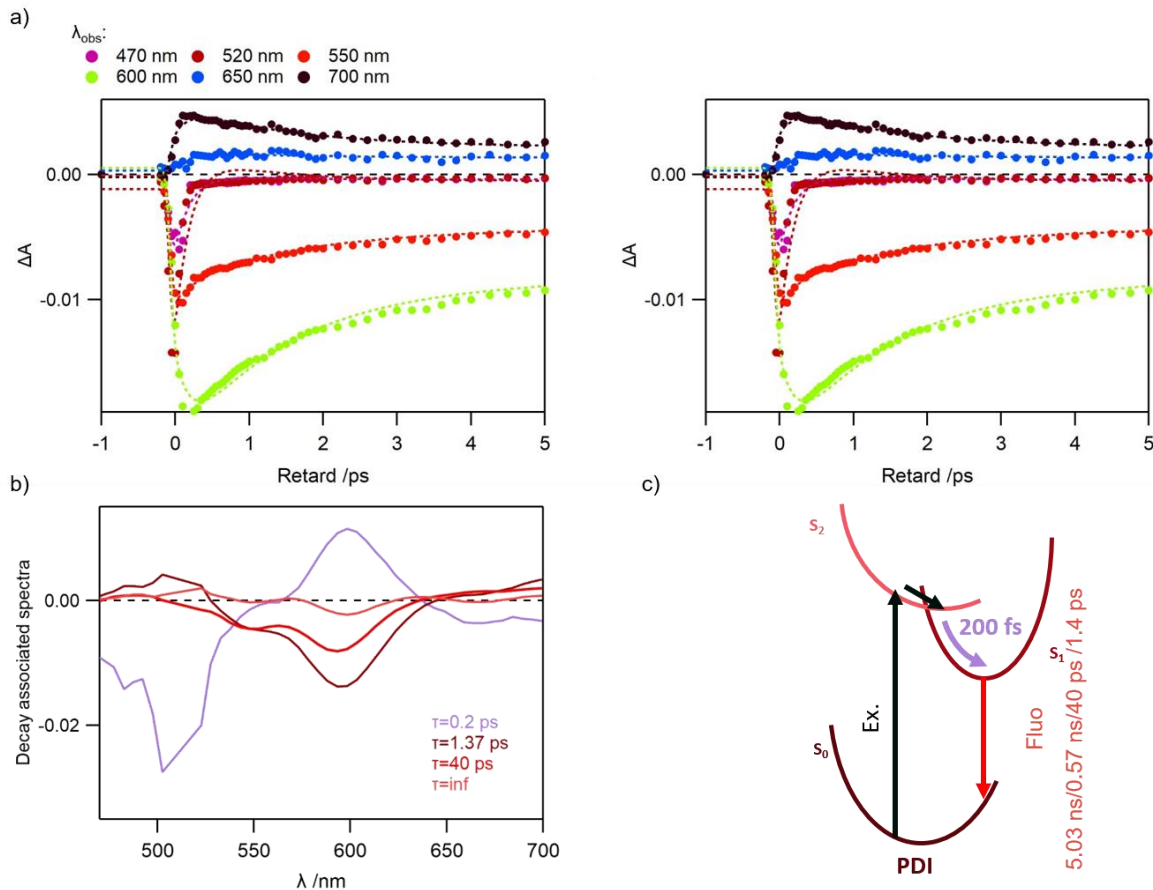 a)
λobs:
470 nm 520 nm 550 nm
600 nm 650 nm 700 nm
0.00
-0.01
ΔA
-1 0 1 2 3 4 5
Retard /ps
0.00
-0.01
ΔA
-1 0 1 2 3 4 5
Retard /ps
b)
0.00
-0.02
Decay associated spectra
τ=0.2 ps
τ=1.37 ps
τ=40 ps
τ=inf
500 550 600 650 700
λ /nm
c)
S2
200 fs
S1
Ex.
Fluo
5.03 ns/0.57 ns/40 ps /1.4 ps
S0
PDI